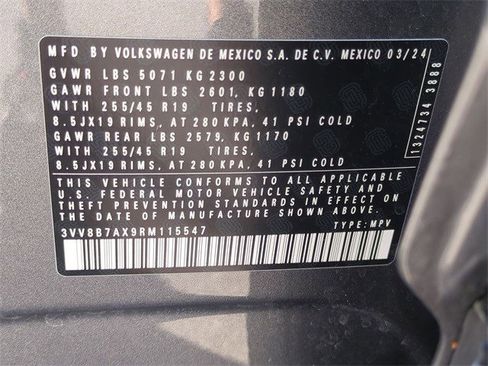 MFD BY VOLKSWAGEN DE MEXICO S.A. DE C.V. MEXICO 03/24
GVWR LBS 5071 KG 2300
GAWR FRONT LBS 2601, KG 1180
WITH 255/45 R19 TIRES,
8.5JX19 RIMS, AT 280 KPA, 41 PSI COLD
GAWR REAR LBS 2579, KG 1170
WITH 255/45 R19 TIRES,
8.5JX19 RIMS, AT 280 KPA, 41 PSI COLD
THIS VEHICLE CONFORMS TO ALL APPLICABLE
U.S. FEDERAL MOTOR VEHICLE SAFETY AND
THEFT PREVENTION STANDARDS IN EFFECT ON
THE DATE OF MANUFACTURE SHOWN ABOVE
3VV8B7AX9RM115547 TYPE: MPV
1324734 3888